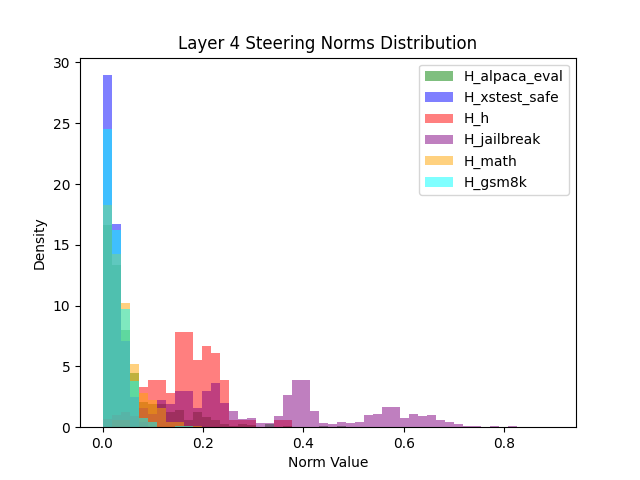 Layer 4 Steering Norms Distribution
H_alpaca_eval
H_xstest_safe
H_h
H_jailbreak
H_math
H_gsm8k
30
25
20
15
10
5
0
Density
0.0 0.2 0.4 0.6 0.8
Norm Value